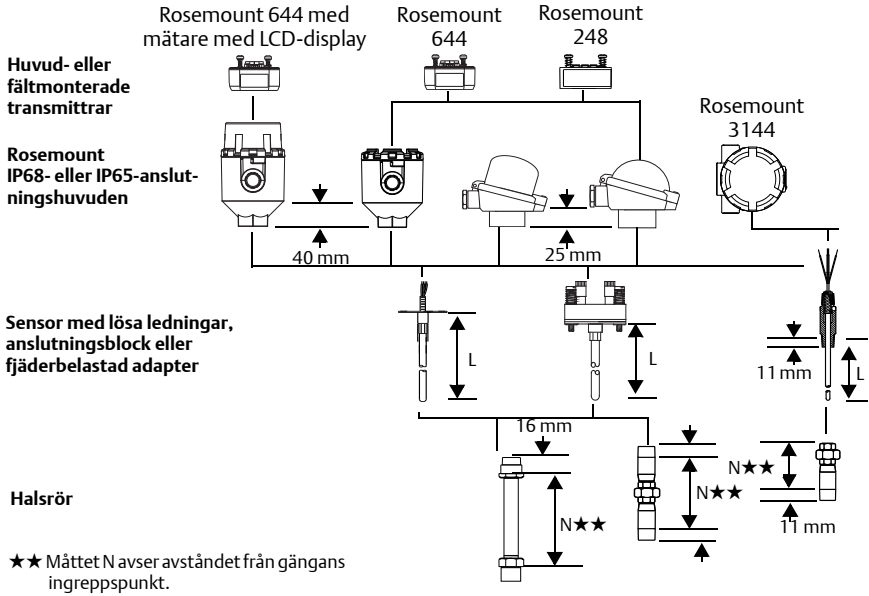 Rosemount 644 med
mätare med LCD-display
Rosemount
644
Rosemount
248
Huvud- eller
fältmonterade
transmittrar
Rosemount
3144
Rosemount
IP68- eller IP65-anslut-
ningshuvuden
40 mm
25 mm
Sensor med lösa ledningar,
anslutningsblock eller
fjäderbelastad adapter
L
L
11 mm
L
16 mm
N★★
N★★
N★★
11 mm
Halsrör
★★ Måttet N avser avståndet från gängans
ingreppspunkt.